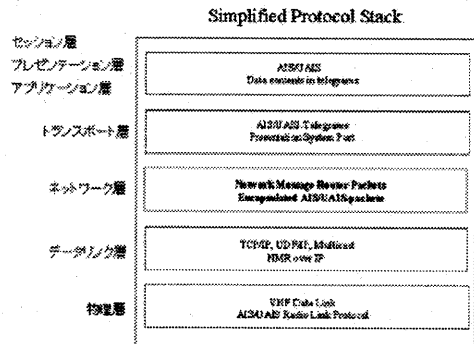 Simplified Protocol Stack
セッション層
プレゼンテーション層
アプリケーション層
AIS/UAIS
Data contents in telegrams
トランスポート層
AIS/UAIS Telegrams
Presentation System Port
ネットワーク層
Network Message Router Packets
Encapsulated AIS/UAIS packets
データリンク層
TCP/IP, UDP/IP, Multicast
NMR over IP
物理層
VHF Data Link
AIS/UAIS Radio Link Protocol